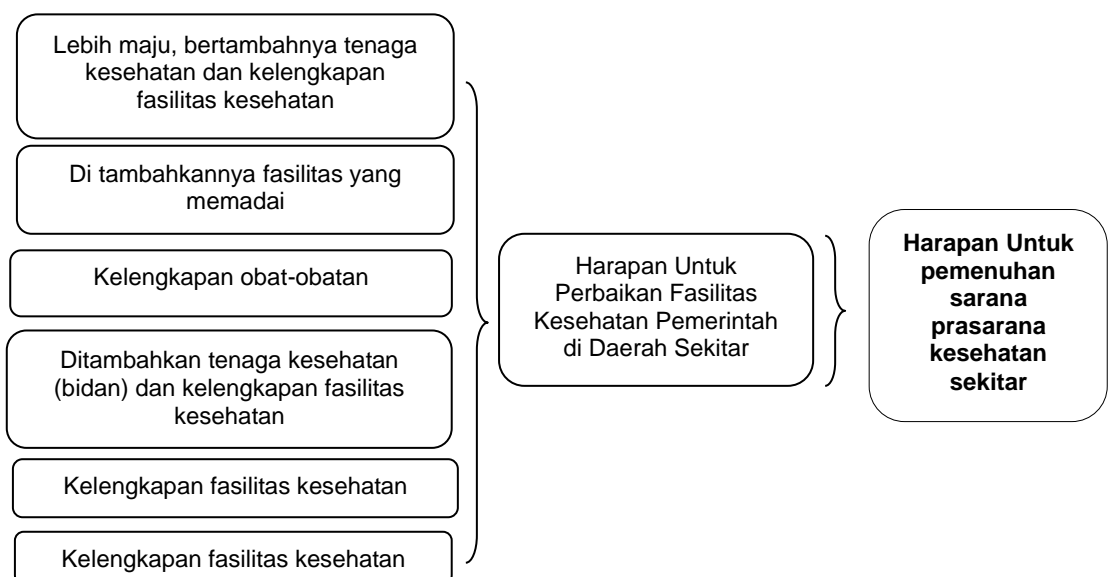 Lebih maju, bertambahnya tenaga
kesehatan dan kelengkapan
fasilitas kesehatan
Di tambahkannya fasilitas yang
memadai
Kelengkapan obat-obatan
Ditambahkan tenaga kesehatan
(bidan) dan kelengkapan fasilitas
kesehatan
Kelengkapan fasilitas kesehatan
Kelengkapan fasilitas kesehatan
Harapan Untuk
Perbaikan Fasilitas
Kesehatan Pemerintah
di Daerah Sekitar
Harapan Untuk
pemenuhan
sarana
prasarana
kesehatan
sekitar